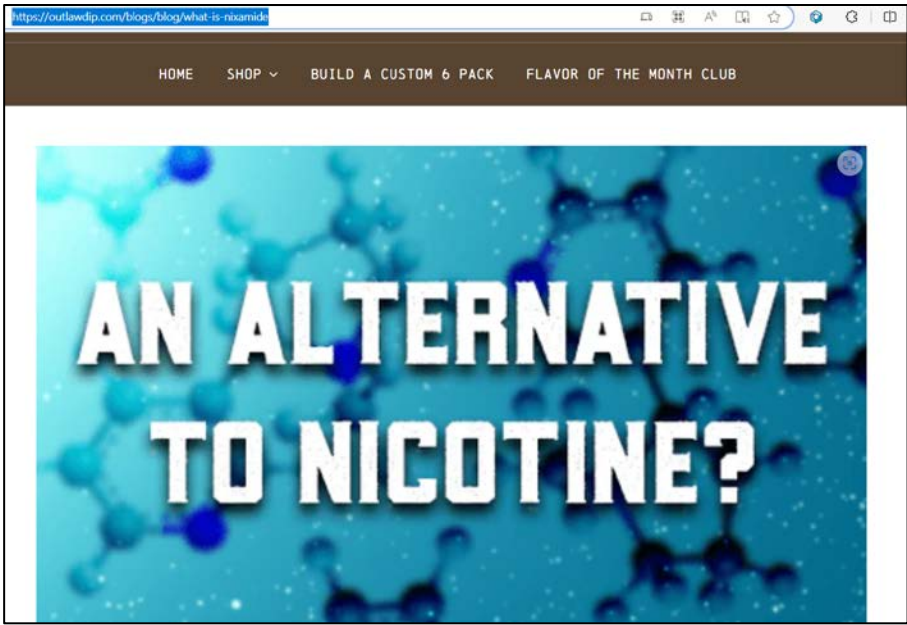 https://outlawdip.com/blogs/blog/what-is-nixamide
HOME SHOP BUILD A CUSTOM 6 PACK FLAVOR OF THE MONTH CLUB
AN ALTERNATIVE
TO NICOTINE?